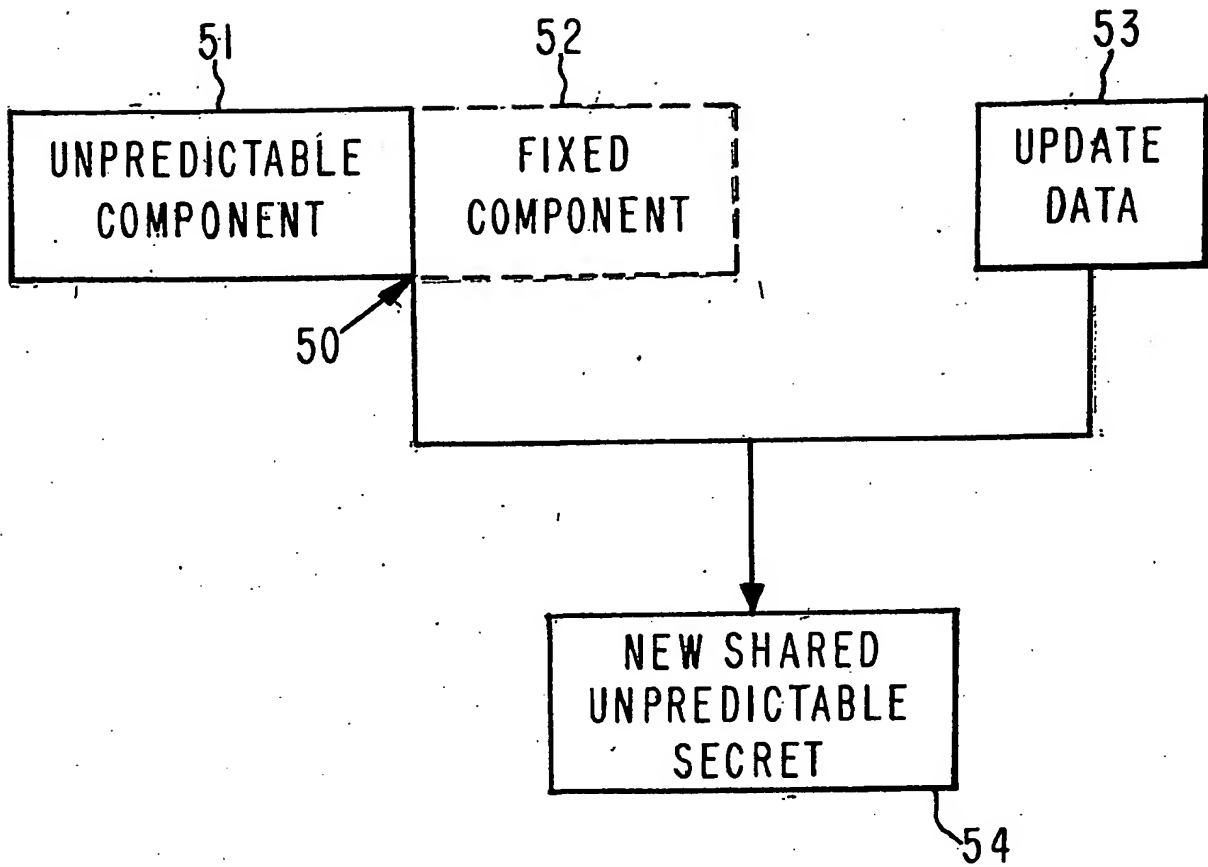 51
52
53
UNPREDICTABLE
COMPONENT
FIXED
COMPONENT
UPDATE
DATA
50
NEW SHARED
UNPREDICTABLE
SECRET
54